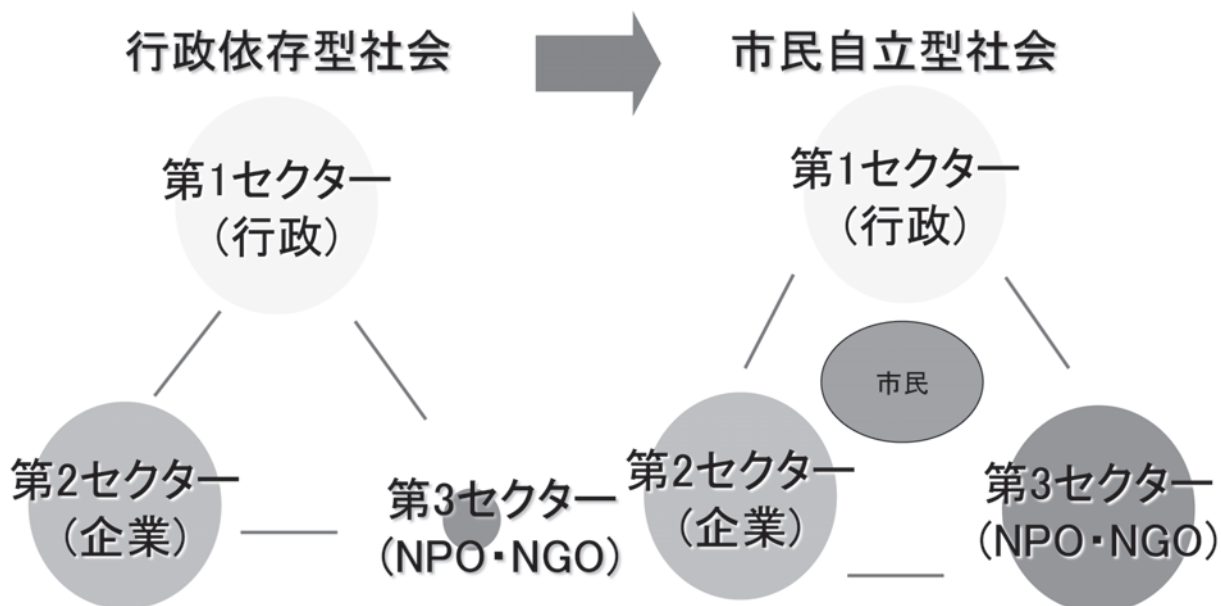 行政依存型社会
市民自立型社会
第1セクター
(行政)
第2セクター
(企業)
第3セクター
(NPO・NGO)
第1セクター
(行政)
市民
第2セクター
(企業)
第3セクター
(NPO・NGO)